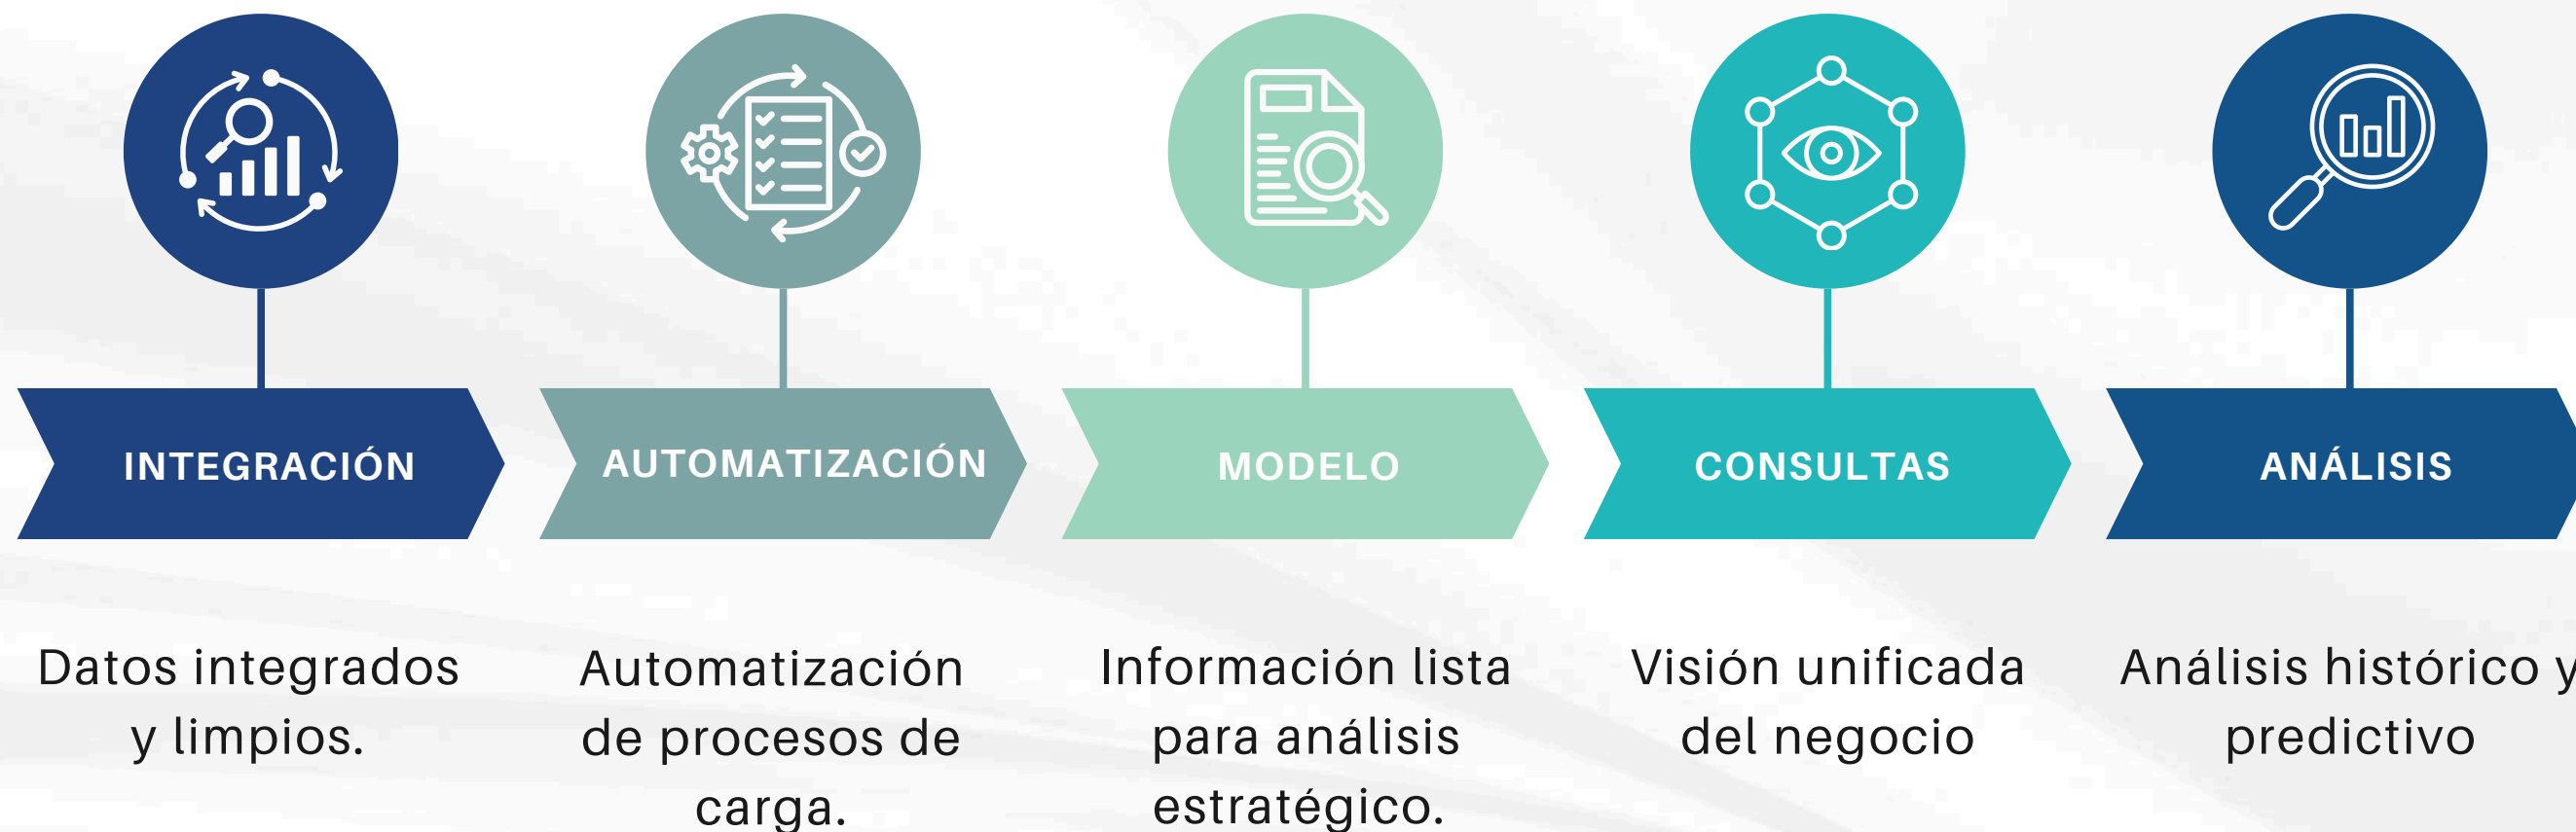 INTEGRACIÓN
AUTOMATIZACIÓN
MODELO
CONSULTAS
ANÁLISIS
Datos integrados
y limpios.
Automatización
de procesos de
carga.
Información lista
para análisis
estratégico.
Visión unificada
del negocio
Análisis histórico y
predictivo